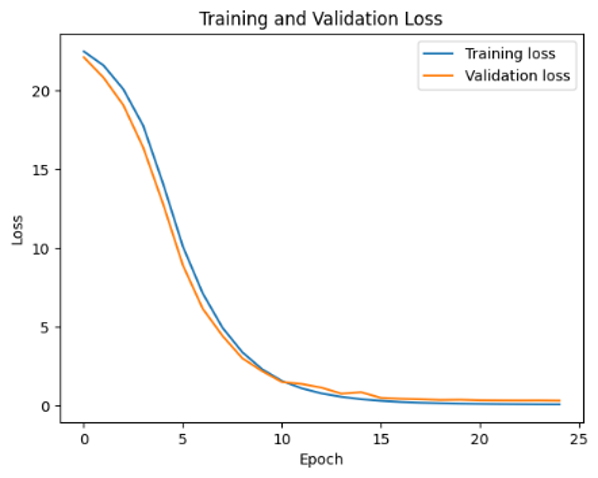 Training and Validation Loss
Training loss
Validation loss
20
15
10
5
0
Loss
0 5 10 15 20 25
Epoch